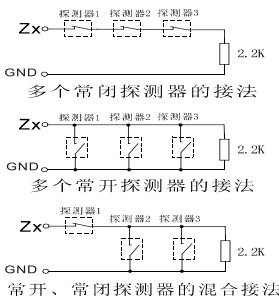 探测器1 探测器2 探测器3
Zx
2.2K
GND
多个常闭探测器的接法
探测器1 探测器2 探测器3
Zx
2.2K
GND
多个常开探测器的接法
探测器1
探测器2 探测器3
Zx
2.2K
GND
常开、常闭探测器的混合接法